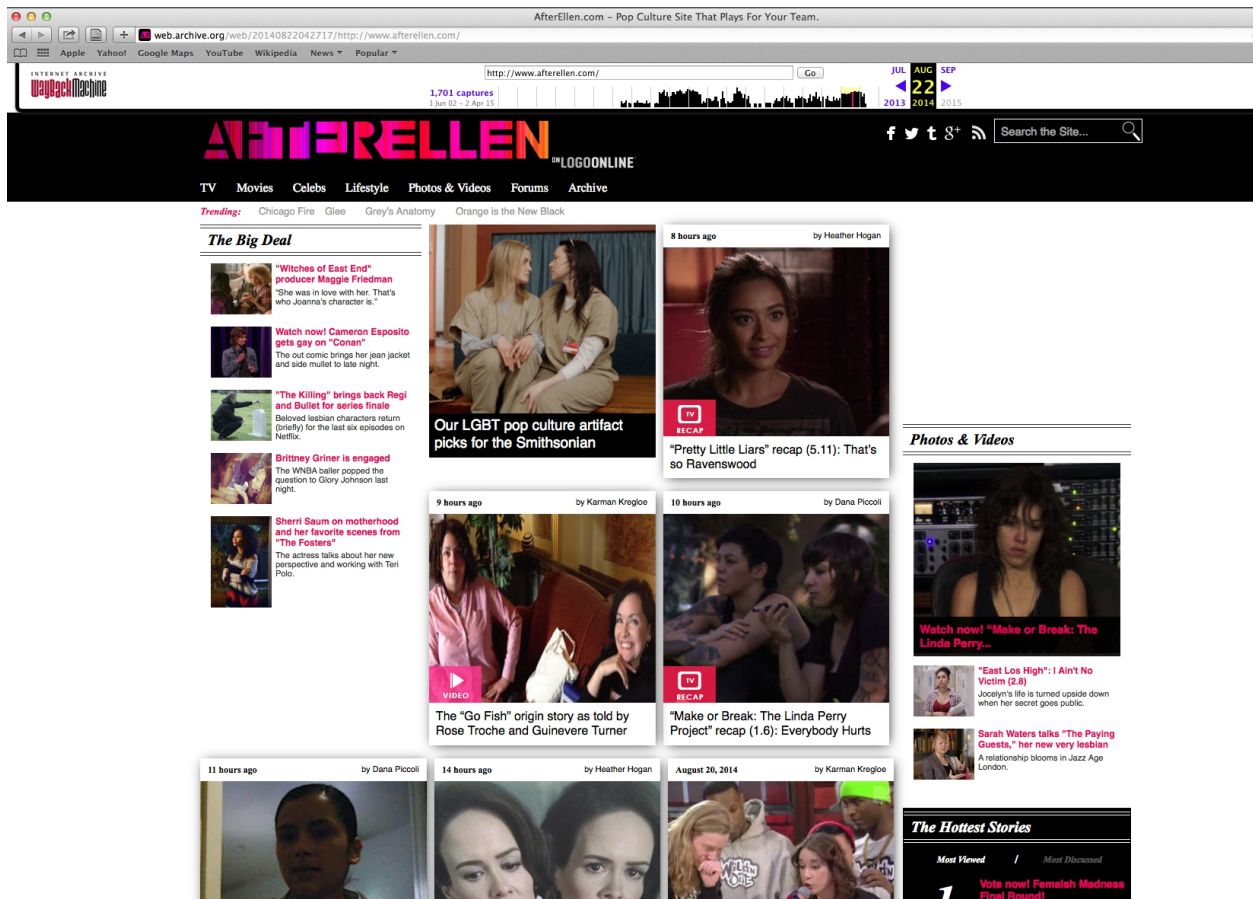 AfterEllen.com – Pop Culture Site That Plays For Your Team.
web.archive.org/web/20140822042717/http://www.afterellen.com/
Apple Yahoo! Google Maps YouTube Wikipedia News Popular
INTERNET ARCHIVE
WayBackMachine
http://www.afterellen.com/
Go
1,701 captures
1 Jun 02 – 2 Apr 15
JUL AUG SEP
22
2013 2014 2015
AFTERELLEN
ON LOGOONLINE
Search the Site...
TV Movies Celebs Lifestyle Photos & Videos Forums Archive
Trending: Chicago Fire Glee Grey's Anatomy Orange is the New Black
The Big Deal
"Witches of East End"
producer Maggie Friedman
"She was in love with her. That's
who Joanna's character is."
Watch now! Cameron Esposito
gets gay on "Conan"
The out comic brings her jean jacket
and side mullet to late night.
"The Killing" brings back Regi
and Bullet for series finale
Beloved lesbian characters return
(briefly) for the last six episodes on
Netflix.
Brittney Griner is engaged
The WNBA baller popped the
question to Glory Johnson last
night.
Sherri Saum on motherhood
and her favorite scenes from
"The Fosters"
The actress talks about her new
perspective and working with Teri
Polo.
Our LGBT pop culture artifact
picks for the Smithsonian
8 hours ago by Heather Hogan
TV
RECAP
“Pretty Little Liars” recap (5.11): That’s
so Ravenswood
9 hours ago by Karman Kregloe
VIDEO
The “Go Fish” origin story as told by
Rose Troche and Guinevere Turner
10 hours ago by Dana Piccoli
TV
RECAP
“Make or Break: The Linda Perry
Project” recap (1.6): Everybody Hurts
Photos & Videos
Watch now! “Make or Break: The
Linda Perry...
"East Los High": I Ain't No
Victim (2.8)
Jocelyn's life is turned upside down
when her secret goes public.
Sarah Waters talks "The Paying
Guests," her new very lesbian
A relationship blooms in Jazz Age
London.
11 hours ago by Dana Piccoli
14 hours ago by Heather Hogan
August 20, 2014 by Karman Kregloe
WILD'N
OUT
The Hottest Stories
Most Viewed / Most Discussed
1
Vote now! Femalsh Madness
Final Round!